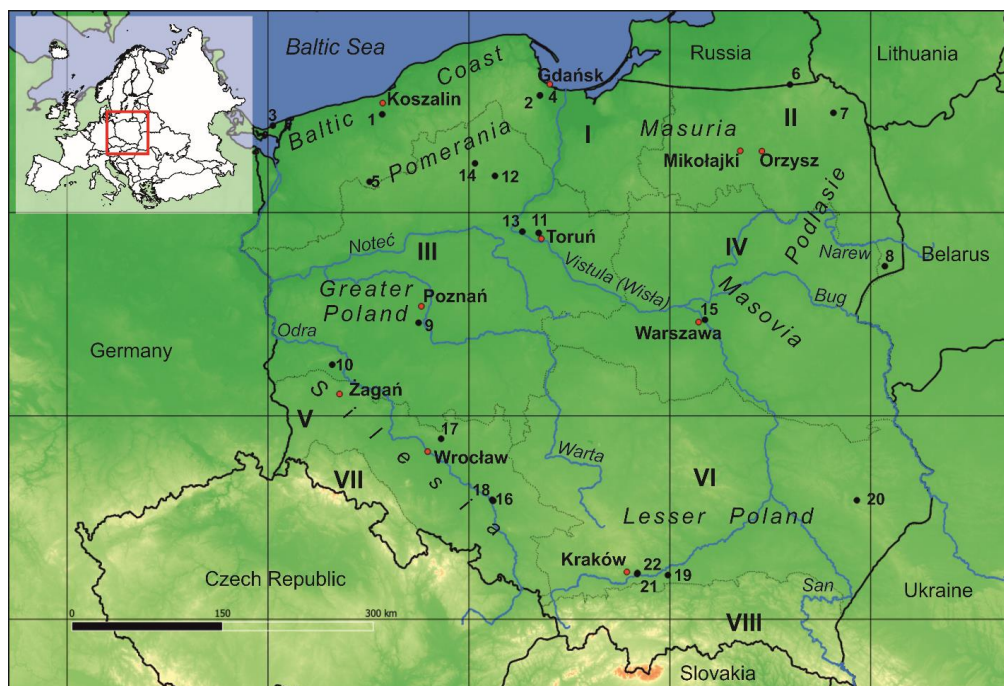 Baltic Sea
Russia
Lithuania
Baltic Coast
Gdańsk
Koszalin
1
2
4
3
6
7
I
II
Masuria
Mikołajki
Orzysz
Pomerania
5
14
12
13
11
Toruń
Noteć
III
IV
Podlasie
Narew
8
Belarus
Vistula (Wisła)
Masovia
Bug
Greater
Poland
Poznań
9
15
Warszawa
Odra
Germany
10
Żagań
Silesia
V
17
Wrocław
Warta
VII
VI
18
16
20
Lesser Poland
Kraków
22
21
19
San
Czech Republic
Ukraine
0
150
300 km
VIII
Slovakia